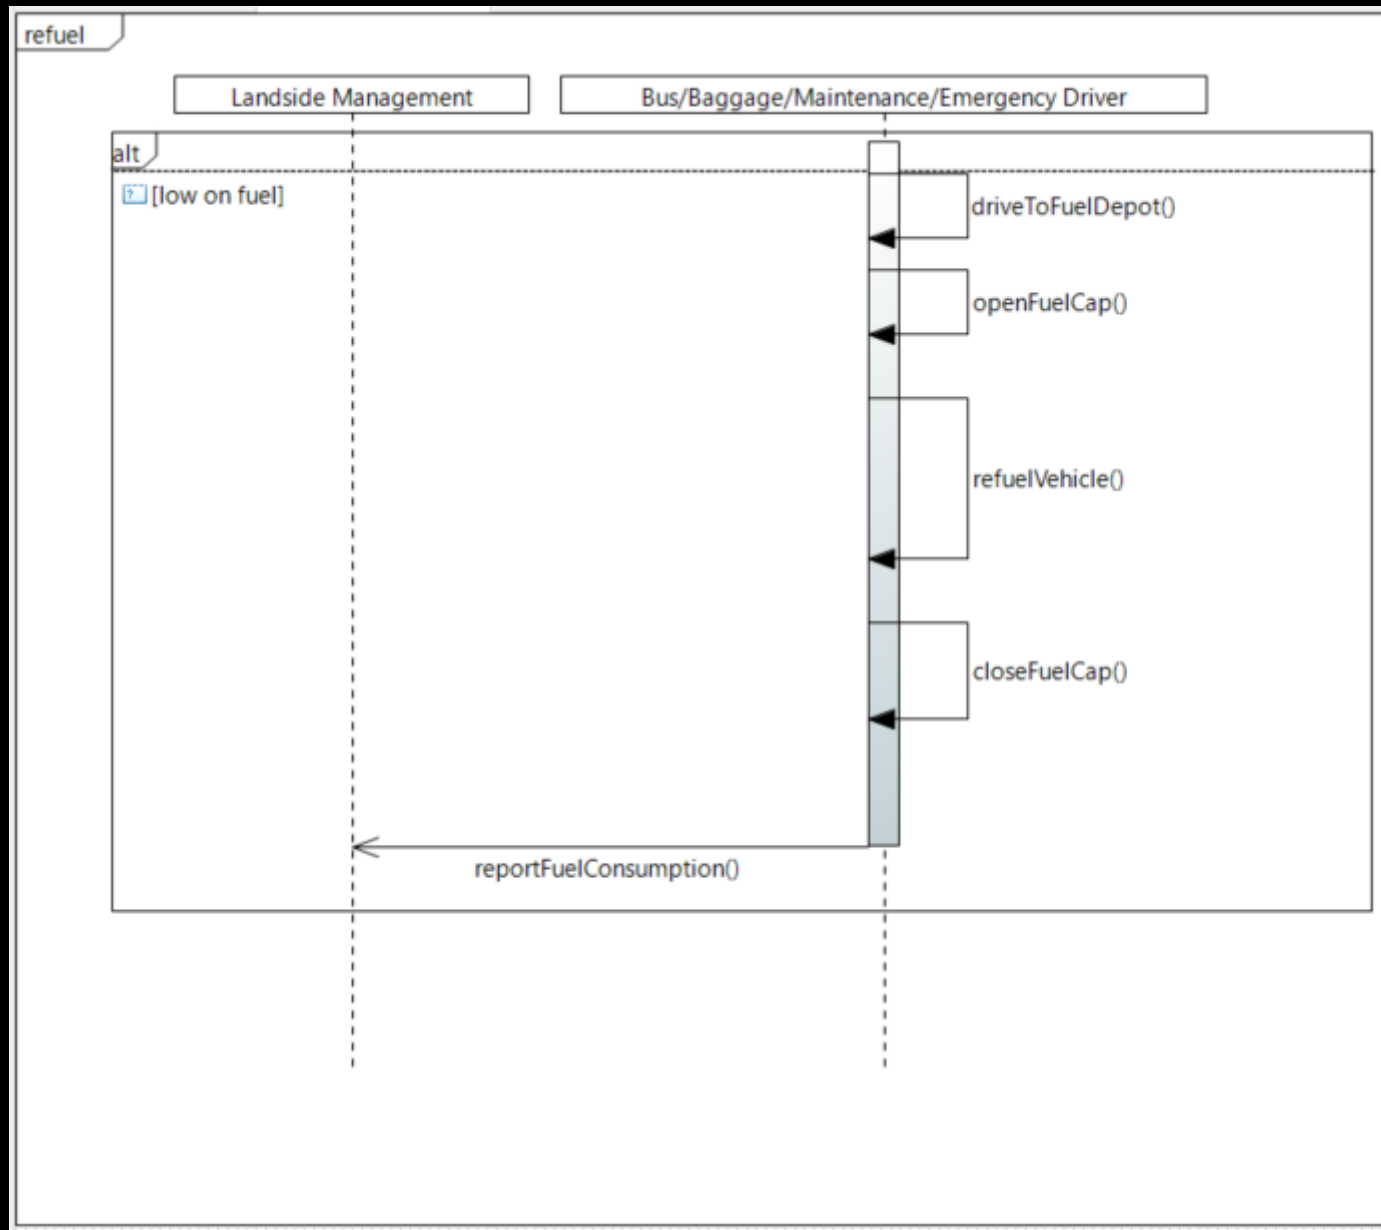 refuel
Landside Management
Bus/Baggage/Maintenance/Emergency Driver
alt
[low on fuel]
driveToFuelDepot()
openFuelCap()
refuelVehicle()
closeFuelCap()
reportFuelConsumption()